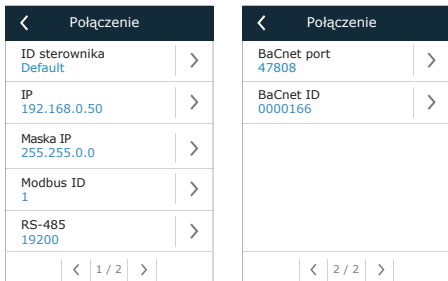 Połączenie
ID sterownika
Default
IP
192.168.0.50
Maska IP
255.255.0.0
Modbus ID
1
RS-485
19200
1 / 2
Połączenie
BaCnet port
47808
BaCnet ID
0000166
2 / 2